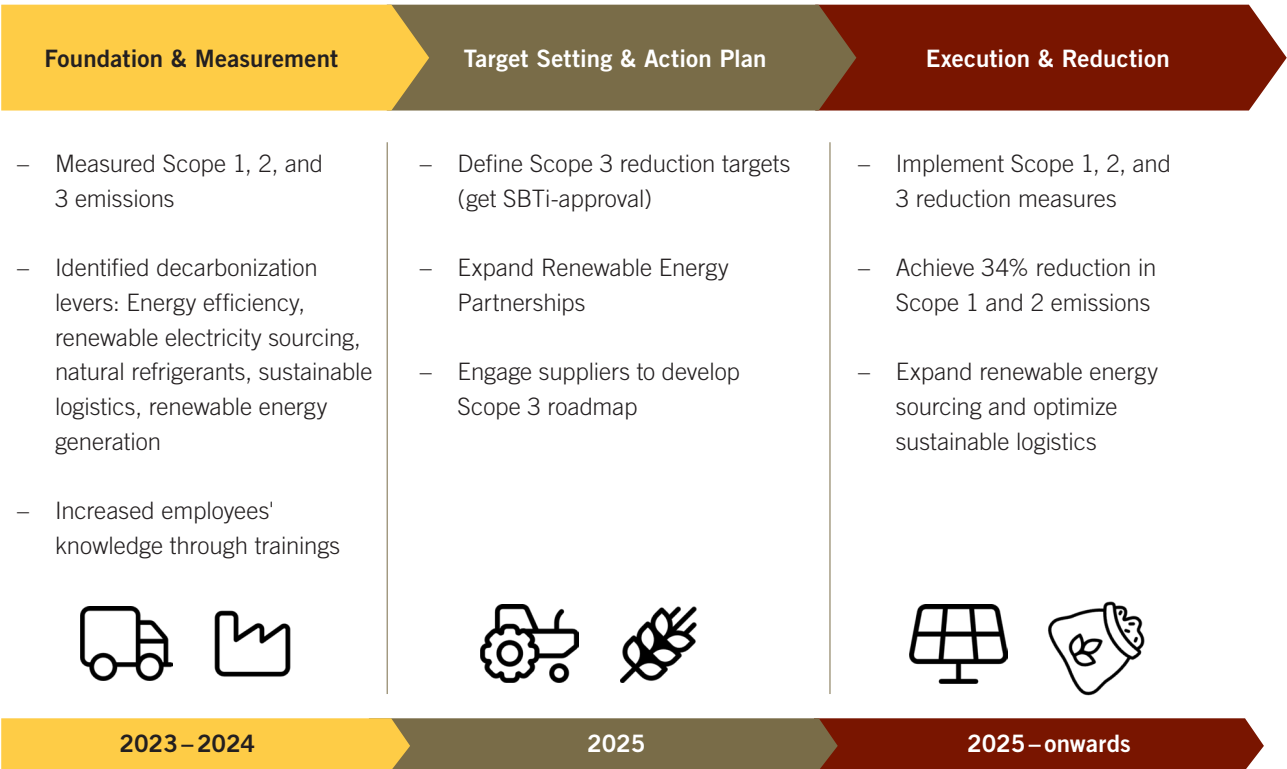 Foundation & Measurement
Target Setting & Action Plan
Execution & Reduction
– Measured Scope 1, 2, and
3 emissions
– Identified decarbonization
levers: Energy efficiency,
renewable electricity sourcing,
natural refrigerants, sustainable
logistics, renewable energy
generation
– Increased employees'
knowledge through trainings
– Define Scope 3 reduction targets
(get SBTi-approval)
– Expand Renewable Energy
Partnerships
– Engage suppliers to develop
Scope 3 roadmap
– Implement Scope 1, 2, and
3 reduction measures
– Achieve 34% reduction in
Scope 1 and 2 emissions
– Expand renewable energy
sourcing and optimize
sustainable logistics
2023–2024
2025
2025–onwards